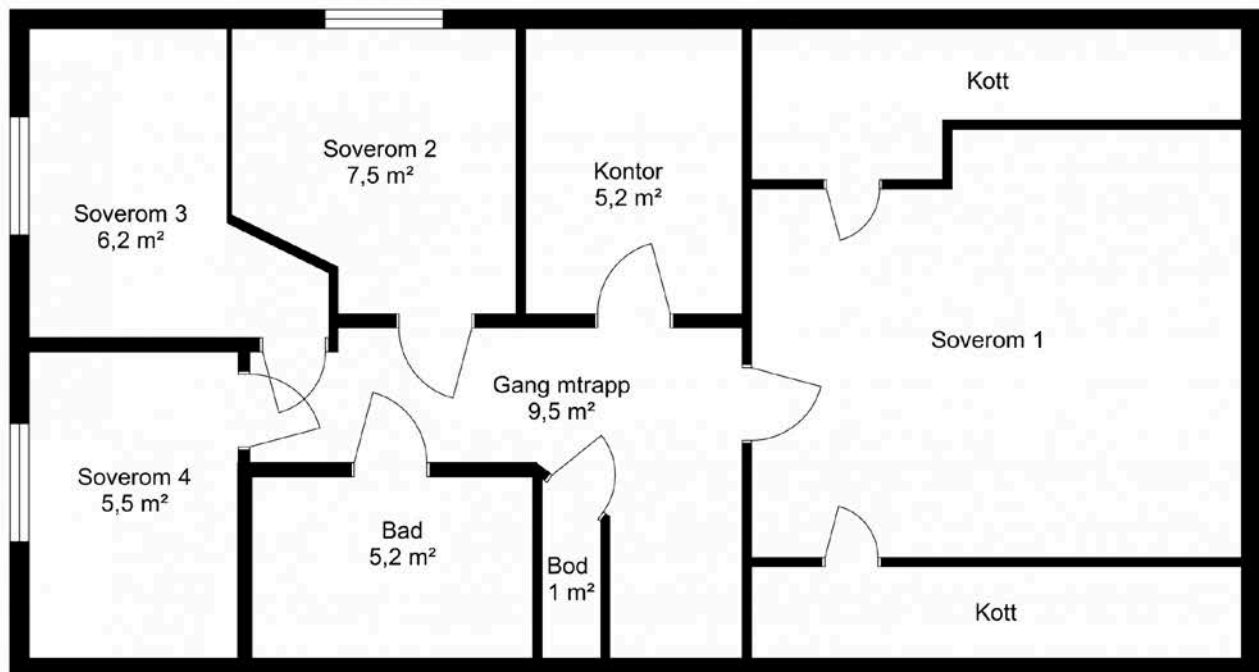 Kott
Soverom 2
7,5 m²
Kontor
5,2 m²
Soverom 3
6,2 m²
Soverom 1
Gang mtrapp
9,5 m²
Soverom 4
5,5 m²
Bad
5,2 m²
Bod
1 m²
Kott